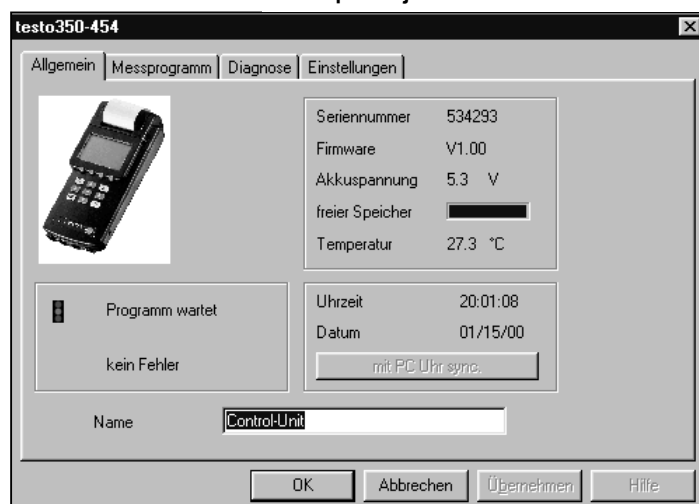 testo350-454
Allgemein Messprogramm Diagnose Einstellungen
Seriennummer 534293
Firmware V1.00
Akkuspannung 5.3 V
freier Speicher
Temperatur 27.3 °C
Programm wartet
kein Fehler
Uhrzeit 20:01:08
Datum 01/15/00
mit PC Uhr sync.
Name Control-Unit
OK Abbrechen Übernehmen Hilfe